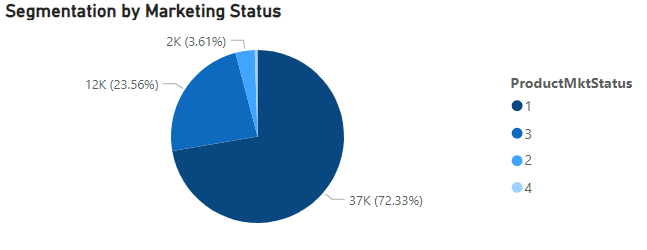 Segmentation by Marketing Status
2K (3.61%)
12K (23.56%)
37K (72.33%)
ProductMktStatus
1
3
2
4